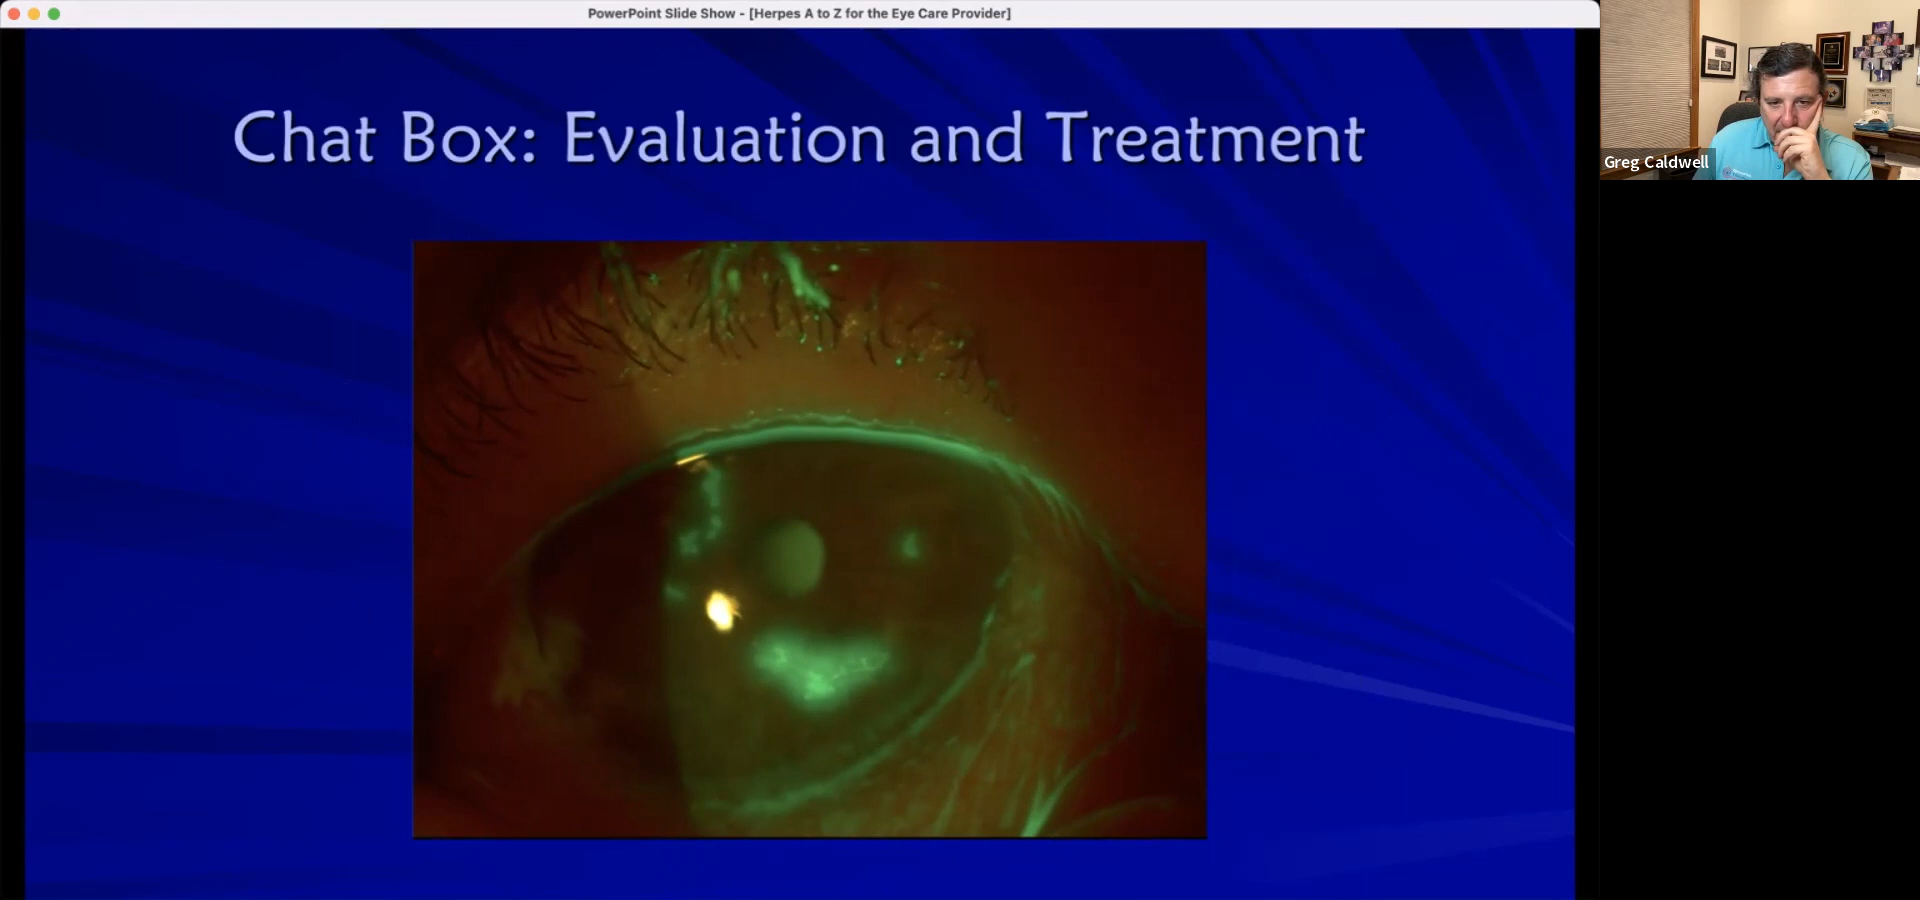 PowerPoint Slide Show - [Herpes A to Z for the Eye Care Provider]
Chat Box: Evaluation and Treatment
Greg Caldwell